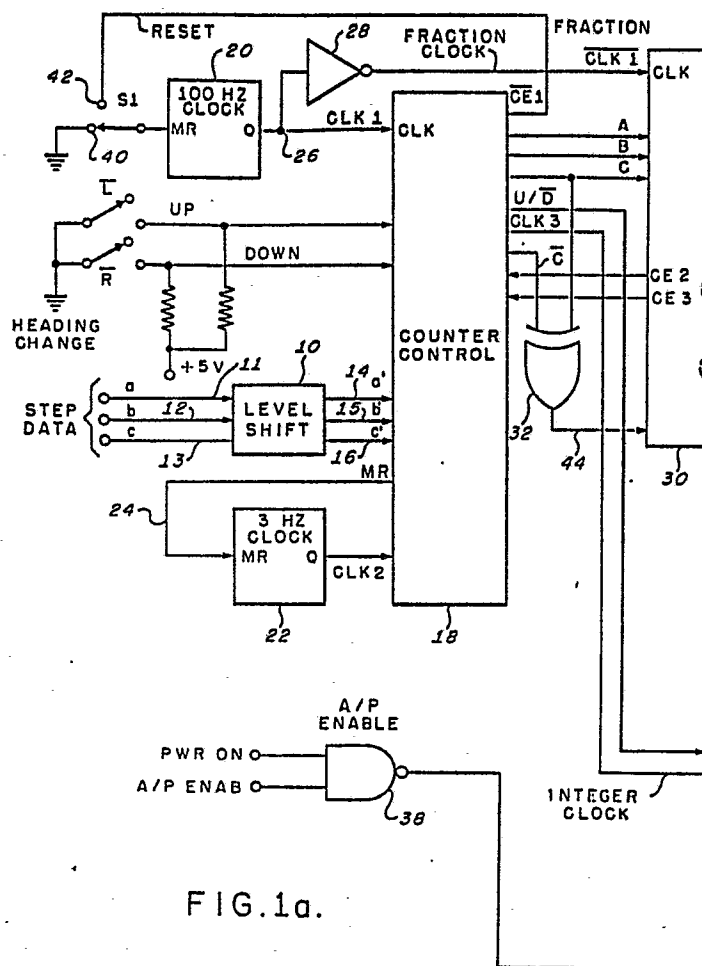 RESET
28
FRACTION
CLOCK
FRACTION
20
42
S1
100 HZ
CLOCK
MR
Q
CLK 1
CLK
C̅E̅1
C̅L̅K̅ 1̅
CLK
40
26
A
B
C
L̅
UP
U/D̅
C̅L̅K̅ 3
R̅
DOWN
C̅
CE 2
CE 3
HEADING
CHANGE
+5V
COUNTER
CONTROL
STEP
DATA
a
b
c
11
12
13
10
LEVEL
SHIFT
14
a'
15
b'
16
c'
32
44
30
MR
24
3 HZ
CLOCK
MR
Q
CLK2
22
18
A/P
ENABLE
PWR ON
A/P ENAB
38
INTEGER
CLOCK
FIG.1a.